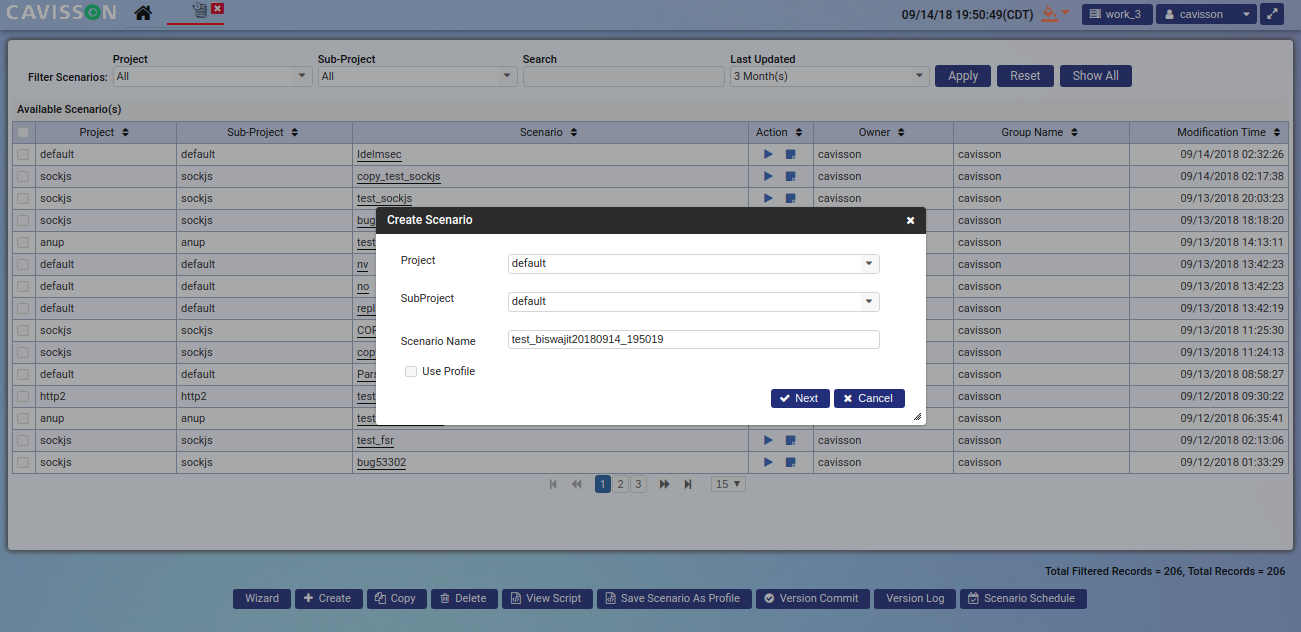 CAVISSON 09/14/18 19:50:49(CDT) work_3 cavisson
Project Sub-Project Search Last Updated
Filter Scenarios: All All 3 Month(s) Apply Reset Show All
Available Scenario(s)
Project Sub-Project Scenario Action Owner Group Name Modification Time
default default Idelmsec cavisson cavisson 09/14/2018 02:32:26
sockjs sockjs copy_test_sockjs cavisson cavisson 09/14/2018 02:17:38
sockjs sockjs test_sockjs cavisson cavisson 09/13/2018 20:03:23
sockjs sockjs bug cavisson 09/13/2018 18:18:20
anup anup test cavisson 09/13/2018 14:13:11
default default nv cavisson 09/13/2018 13:42:23
default default no cavisson 09/13/2018 13:42:23
default default repl cavisson 09/13/2018 13:42:19
sockjs sockjs COP cavisson 09/13/2018 11:25:30
sockjs sockjs cop cavisson 09/13/2018 11:24:13
default default Pars cavisson 09/13/2018 08:58:27
http2 http2 test cavisson 09/12/2018 09:30:22
anup anup test cavisson 09/12/2018 06:35:41
sockjs sockjs test_fsr cavisson cavisson 09/12/2018 02:13:06
sockjs sockjs bug53302 cavisson cavisson 09/12/2018 01:33:29
Create Scenario
Project default
SubProject default
Scenario Name test_biswajit20180914_195019
Use Profile
Next Cancel
1 2 3 15
Total Filtered Records = 206, Total Records = 206
Wizard Create Copy Delete View Script Save Scenario As Profile Version Commit Version Log Scenario Schedule